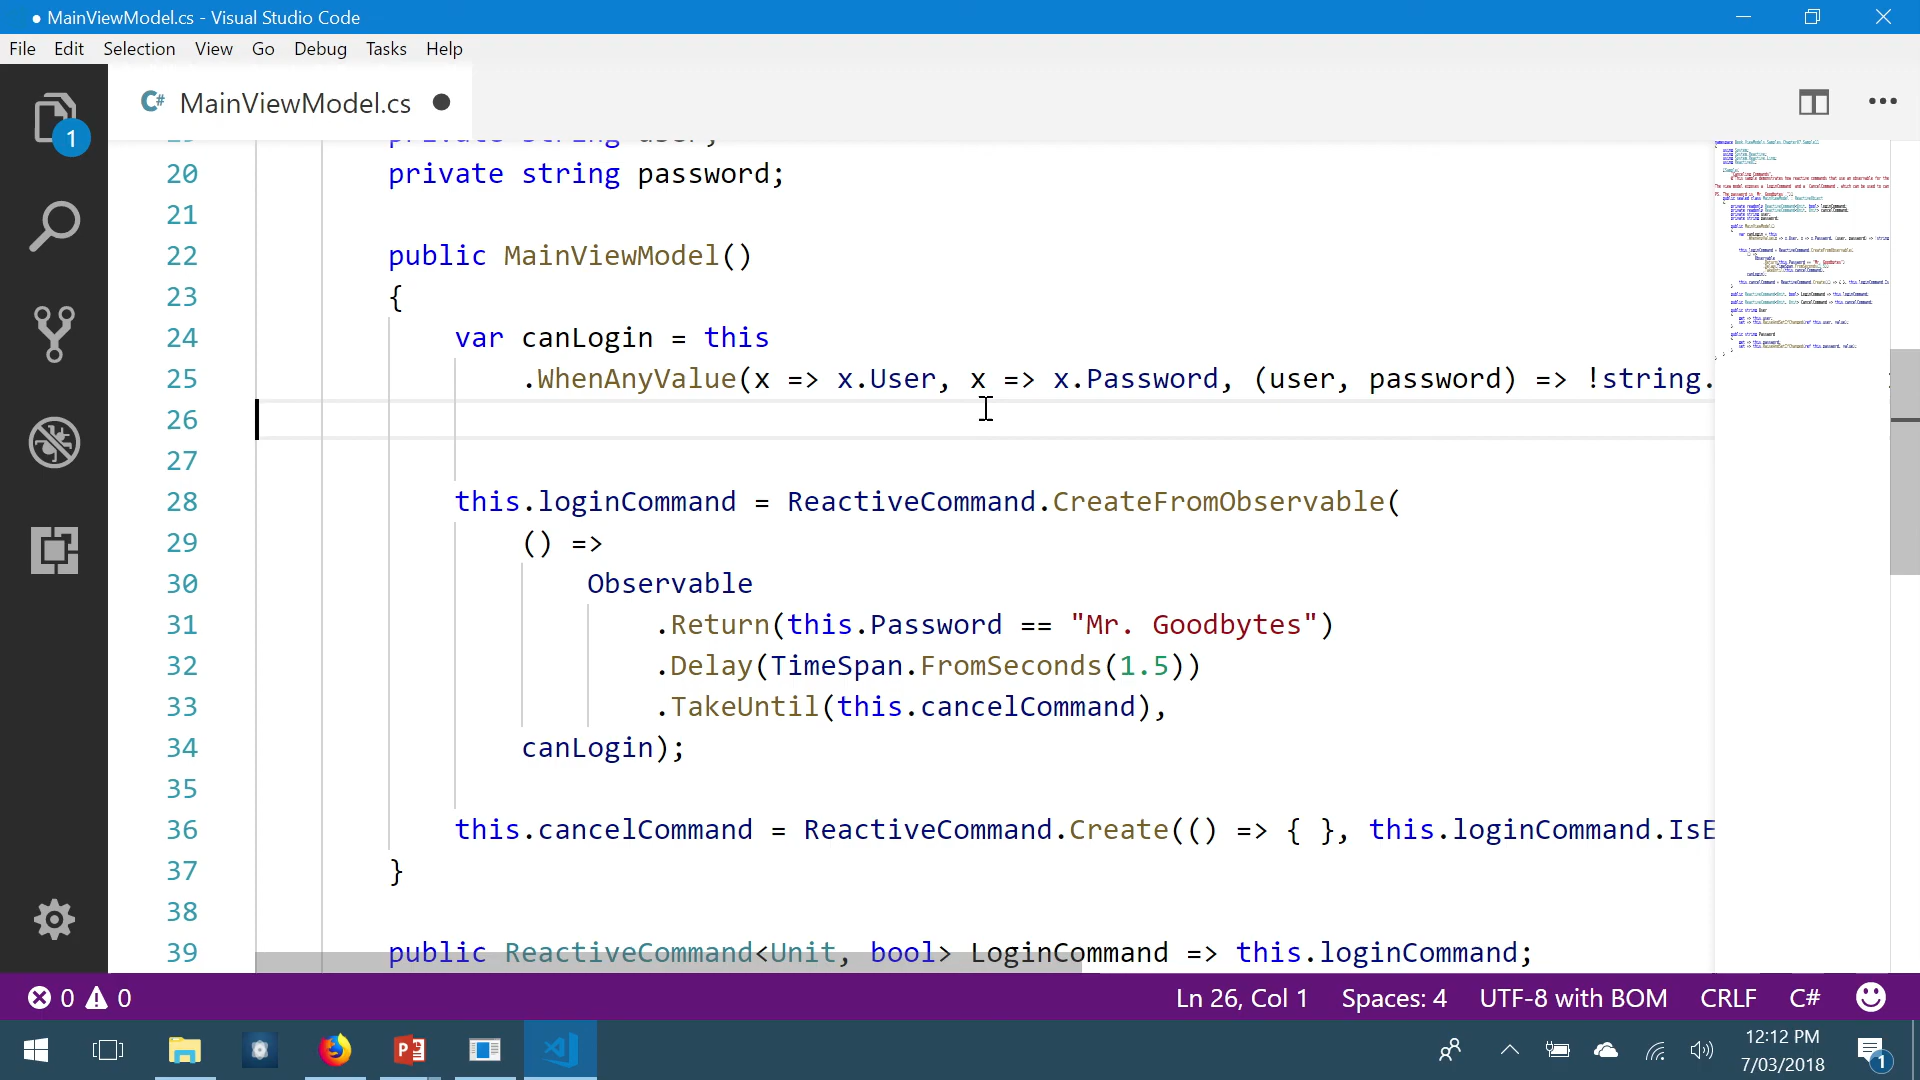 ● MainViewModel.cs - Visual Studio Code
File Edit Selection View Go Debug Tasks Help
1
C# MainViewModel.cs ●
private string user;
20 private string password;
21
22 public MainViewModel()
23 {
24 var canLogin = this
25 .WhenAnyValue(x => x.User, x => x.Password, (user, password) => !string.
26
27
28 this.loginCommand = ReactiveCommand.CreateFromObservable(
29 () =>
30 Observable
31 .Return(this.Password == "Mr. Goodbytes")
32 .Delay(TimeSpan.FromSeconds(1.5))
33 .TakeUntil(this.cancelCommand),
34 canLogin);
35
36 this.cancelCommand = ReactiveCommand.Create(() => { }, this.loginCommand.IsE
37 }
38
39 public ReactiveCommand<Unit, bool> LoginCommand => this.loginCommand;
0 0 Ln 26, Col 1 Spaces: 4 UTF-8 with BOM CRLF C#
12:12 PM
7/03/2018
1